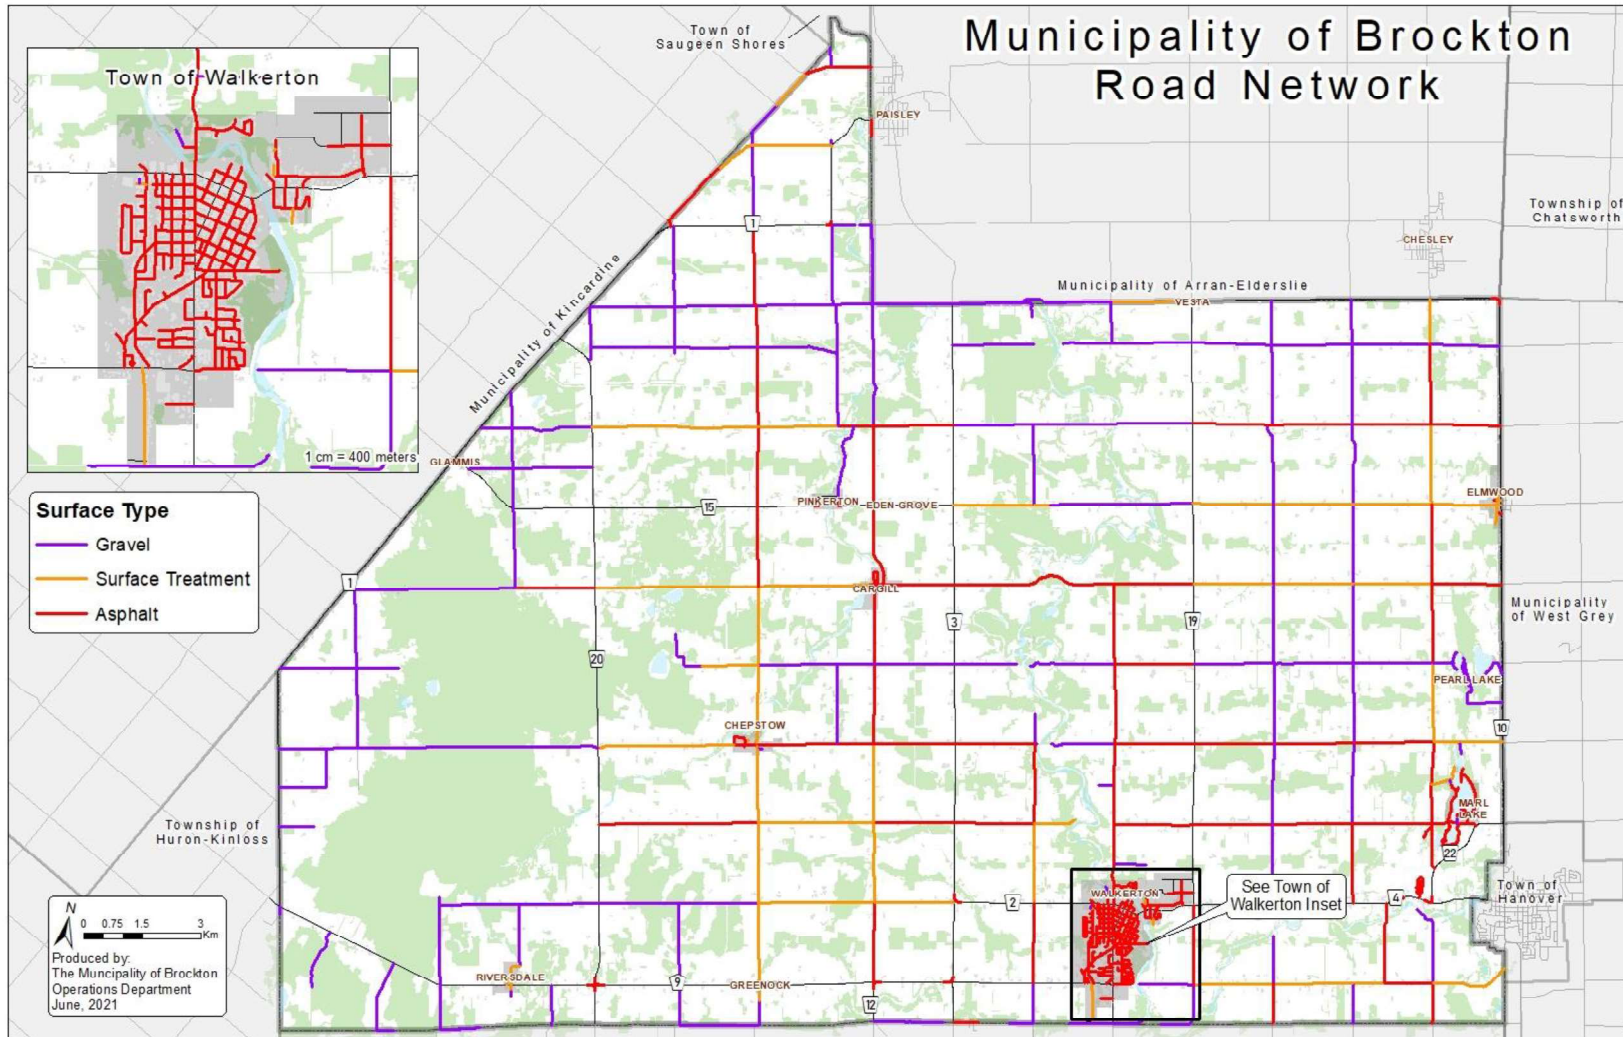 Municipality of Brockton
Road Network
Town of
Saugeen Shores
Town of Walkerton
1 cm = 400 meters
PAISLEY
Township of
Chatsworth
CHESLEY
1
Municipality of Arran-Elderslie
VESTA
Municipality of Kincardine
GLAMMIS
Surface Type
Gravel
Surface Treatment
Asphalt
15
PINKERTON
EDEN-GROVE
ELMWOOD
1
CARGILL
3
19
Municipality
of West Grey
20
PEARL LAKE
CHEPSTOW
10
MARL
LAKE
Township of
Huron-Kinloss
22
See Town of
Walkerton Inset
WALKERTON
2
4
Town of
Hanover
N
0 0.75 1.5 3
Km
Produced by:
The Muncipality of Brockton
Operations Department
June, 2021
RIVERSDALE
9
GREENOCK
12